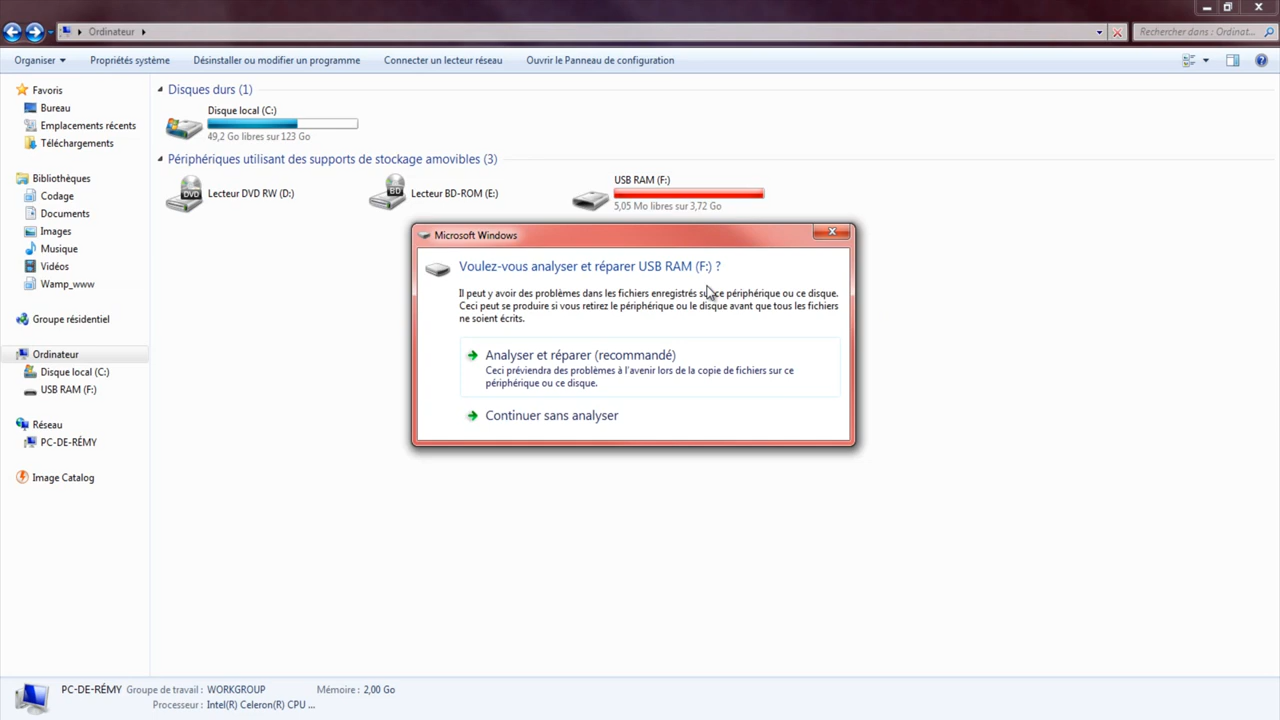 Ordinateur
Rechercher dans : Ordinat...
Organiser
Propriétés système
Désinstaller ou modifier un programme
Connecter un lecteur réseau
Ouvrir le Panneau de configuration
Favoris
Bureau
Emplacements récents
Téléchargements
Bibliothèques
Codage
Documents
Images
Musique
Vidéos
Wamp_www
Groupe résidentiel
Ordinateur
Disque local (C:)
USB RAM (F:)
Réseau
PC-DE-RÉMY
Image Catalog
Disques durs (1)
Disque local (C:)
49,2 Go libres sur 123 Go
Périphériques utilisant des supports de stockage amovibles (3)
DVD
Lecteur DVD RW (D:)
BD
Lecteur BD-ROM (E:)
USB RAM (F:)
5,05 Mo libres sur 3,72 Go
Microsoft Windows
Voulez-vous analyser et réparer USB RAM (F:) ?
Il peut y avoir des problèmes dans les fichiers enregistrés sur ce périphérique ou ce disque.
Ceci peut se produire si vous retirez le périphérique ou le disque avant que tous les fichiers
ne soient écrits.
Analyser et réparer (recommandé)
Ceci préviendra des problèmes à l'avenir lors de la copie de fichiers sur ce
périphérique ou ce disque.
Continuer sans analyser
PC-DE-RÉMY Groupe de travail : WORKGROUP Mémoire : 2,00 Go
Processeur : Intel(R) Celeron(R) CPU ...